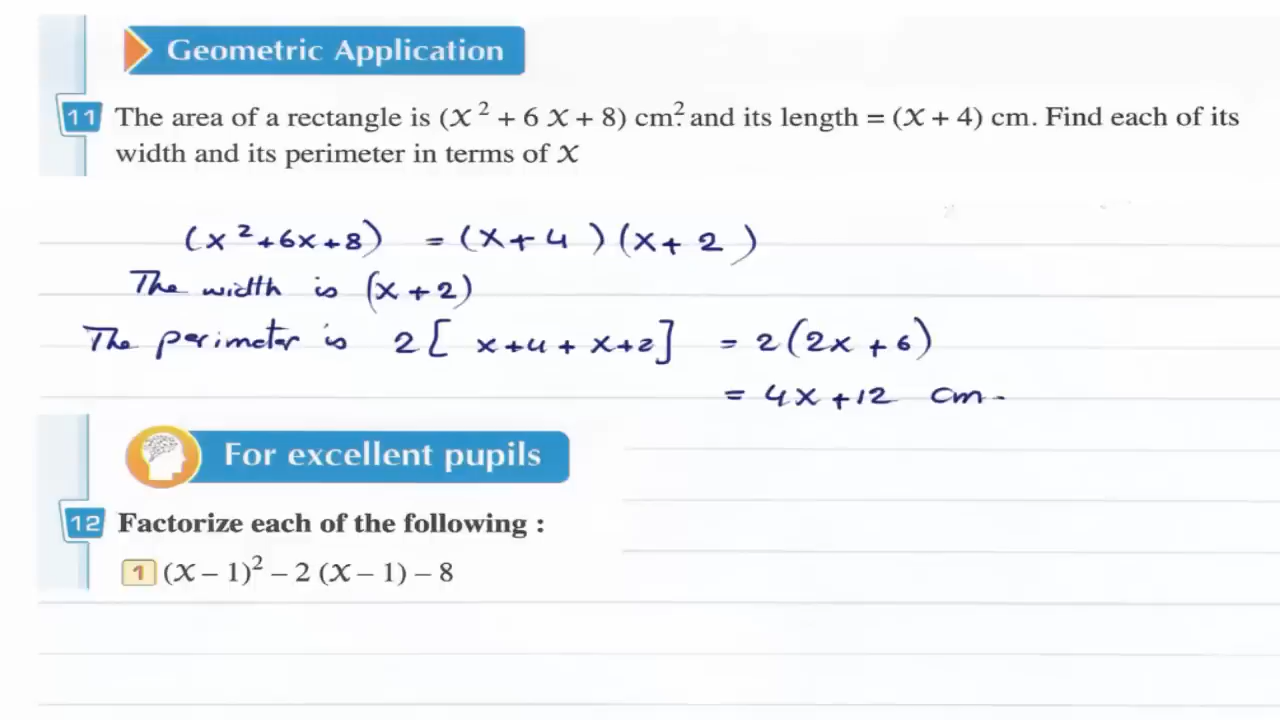 Geometric Application
11 The area of a rectangle is (x² + 6 x + 8) cm². and its length = (x + 4) cm. Find each of its
width and its perimeter in terms of x
(x² + 6x + 8) = (x + 4) (x + 2)
The width is (x + 2)
The perimeter is 2 [ x + 4 + x + 2 ] = 2 (2x + 6)
= 4x + 12 cm.
For excellent pupils
12 Factorize each of the following :
1 (x – 1)² – 2 (x – 1) – 8